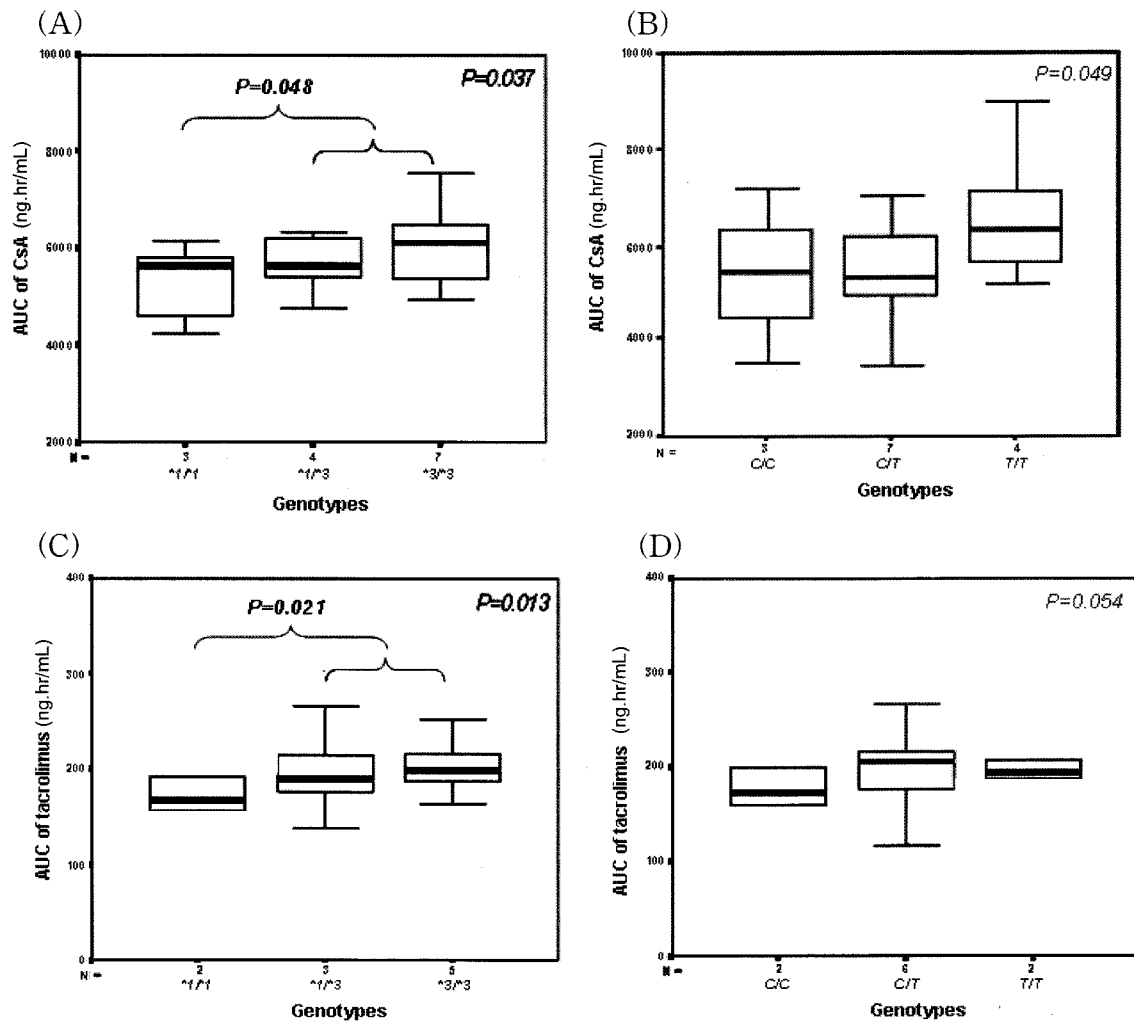 (A)
AUC of CsA (ng.hr/mL)
10000
8000
6000
4000
2000
P=0.048
P=0.037
N = 3 4 7
*1/*1 *1/*3 *3/*3
Genotypes
(B)
AUC of CsA (ng.hr/mL)
10000
8000
6000
4000
2000
P=0.049
N = 3 7 4
C/C C/T T/T
Genotypes
(C)
AUC of tacrolimus (ng.hr/mL)
400
300
200
100
0
P=0.021
P=0.013
N = 2 3 5
*1/*1 *1/*3 *3/*3
Genotypes
(D)
AUC of tacrolimus (ng.hr/mL)
400
300
200
100
0
P=0.054
N = 2 6 2
C/C C/T T/T
Genotypes